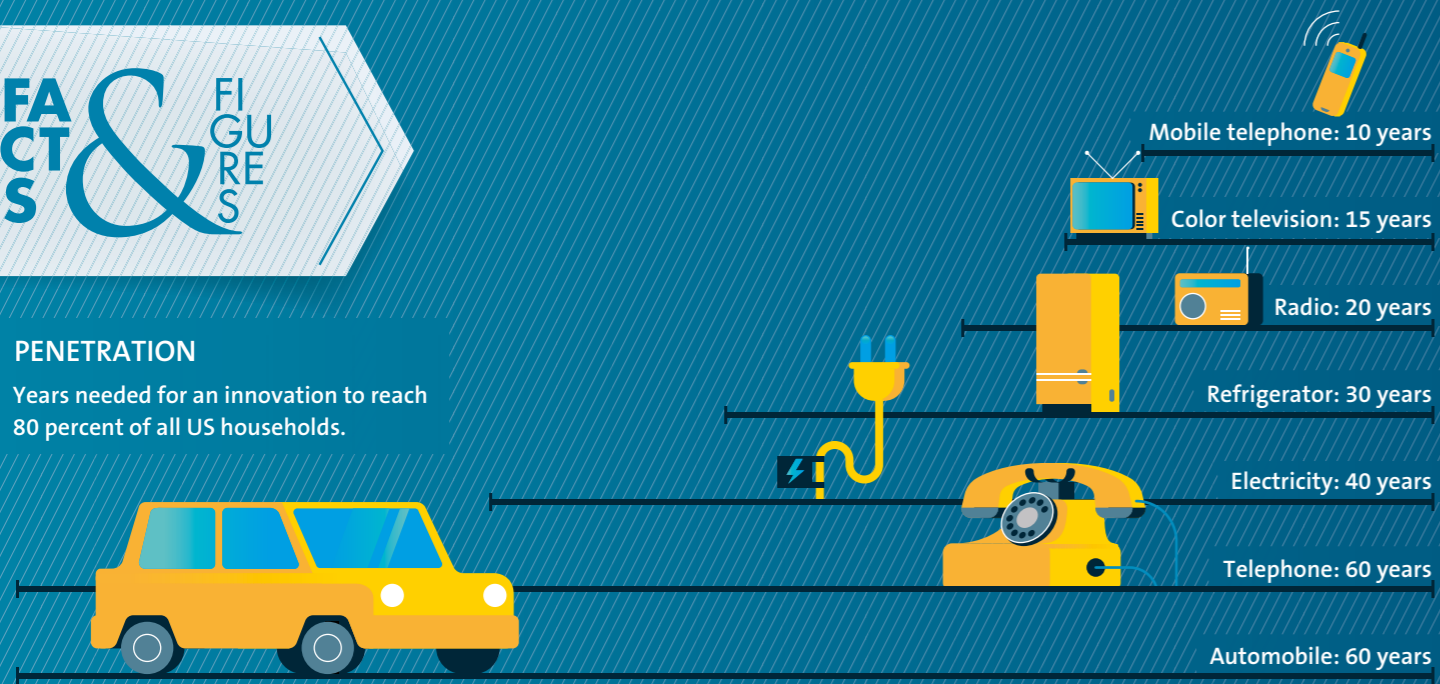 FA
CT
S
&
FI
GU
RE
S
Mobile telephone: 10 years
Color television: 15 years
Radio: 20 years
PENETRATION
Years needed for an innovation to reach
80 percent of all US households.
Refrigerator: 30 years
Electricity: 40 years
Telephone: 60 years
Automobile: 60 years